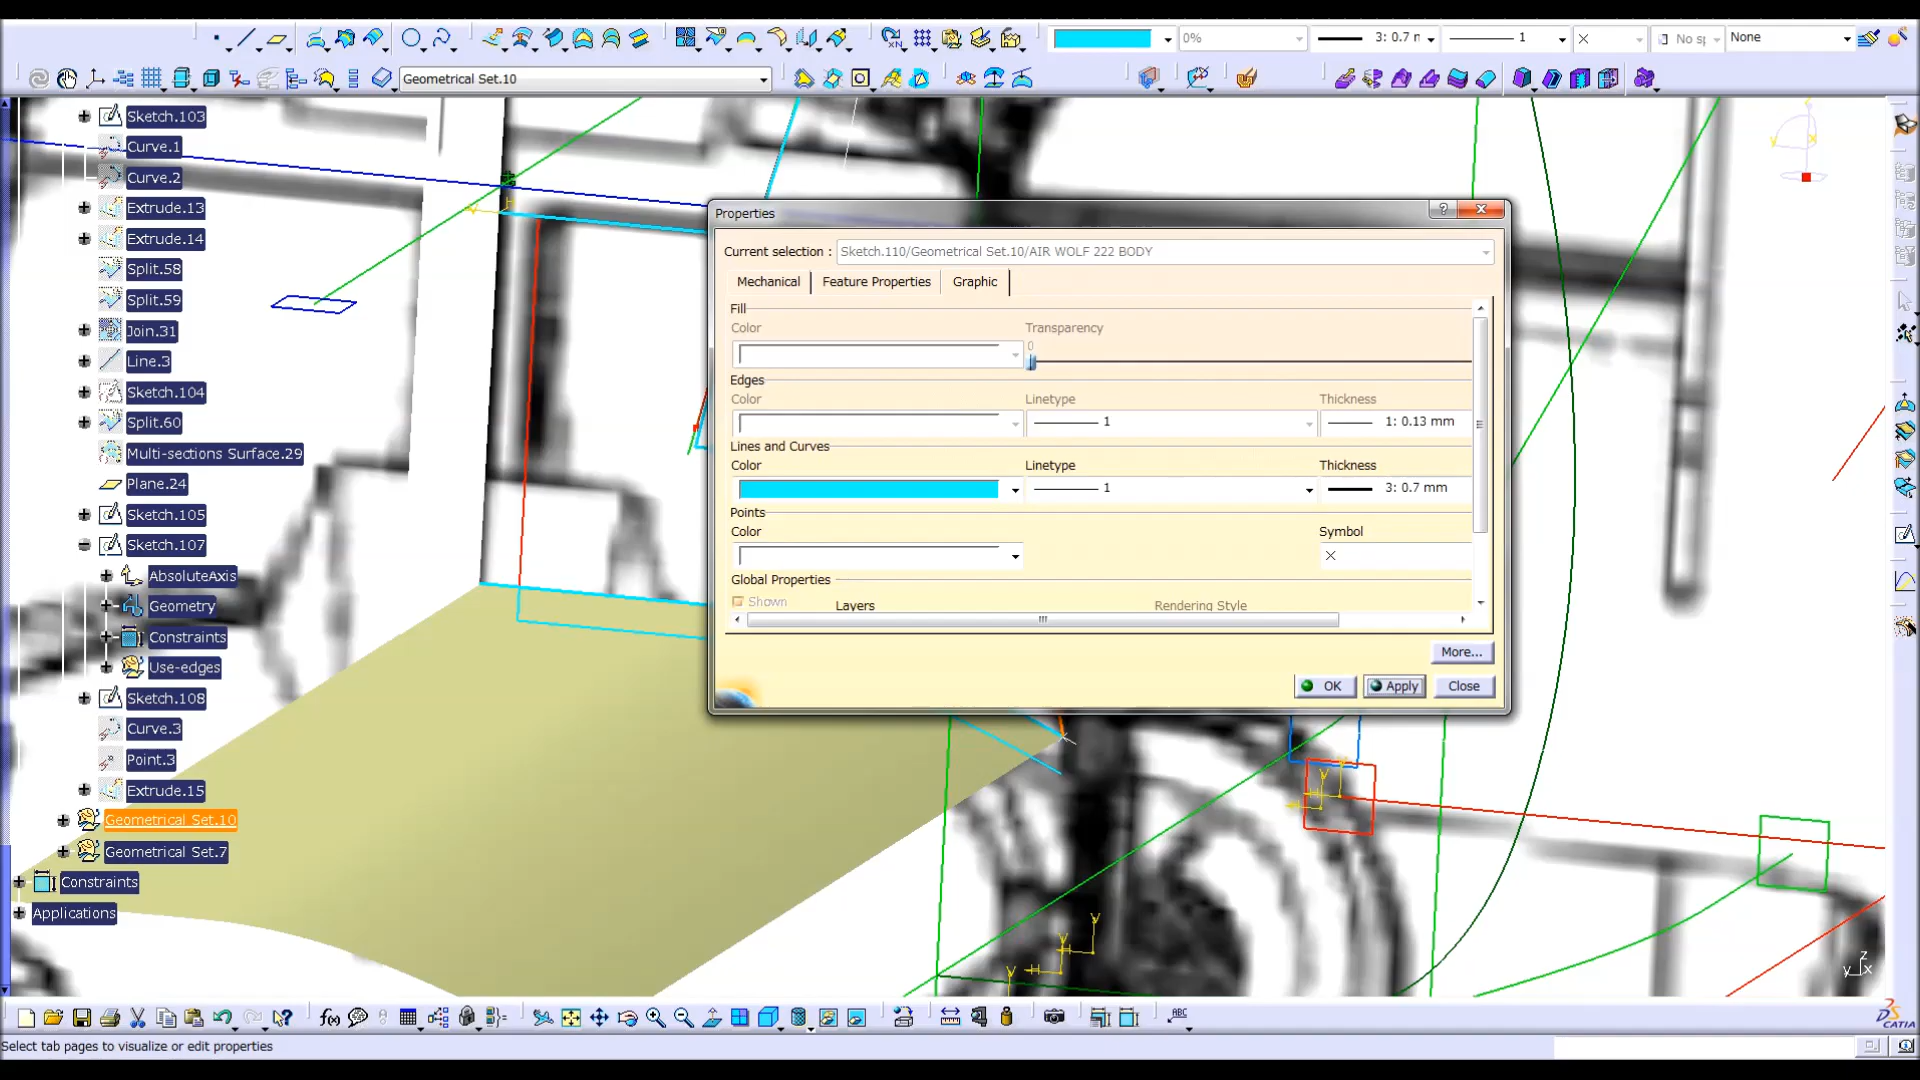 0%
3: 0.7 m
1
No s
None
Geometrical Set.10
Sketch.103
Curve.1
Curve.2
Extrude.13
Extrude.14
Split.58
Split.59
Join.31
Line.3
Sketch.104
Split.60
Multi-sections Surface.29
Plane.24
Sketch.105
Sketch.107
AbsoluteAxis
Geometry
Constraints
Use-edges
Sketch.108
Curve.3
Point.3
Extrude.15
Geometrical Set.10
Geometrical Set.7
Constraints
Applications
Properties
Current selection : Sketch.110/Geometrical Set.10/AIR WOLF 222 BODY
Mechanical Feature Properties Graphic
Fill
Color Transparency
0
Edges
Color Linetype Thickness
1 1: 0.13 mm
Lines and Curves
Color Linetype Thickness
1 3: 0.7 mm
Points
Color Symbol
Global Properties
Shown Layers Rendering Style
More...
OK Apply Close
H
y
y
H
y
H
y
H
y
z
y x
f(x)
ABC
DS CATIA
Select tab pages to visualize or edit properties